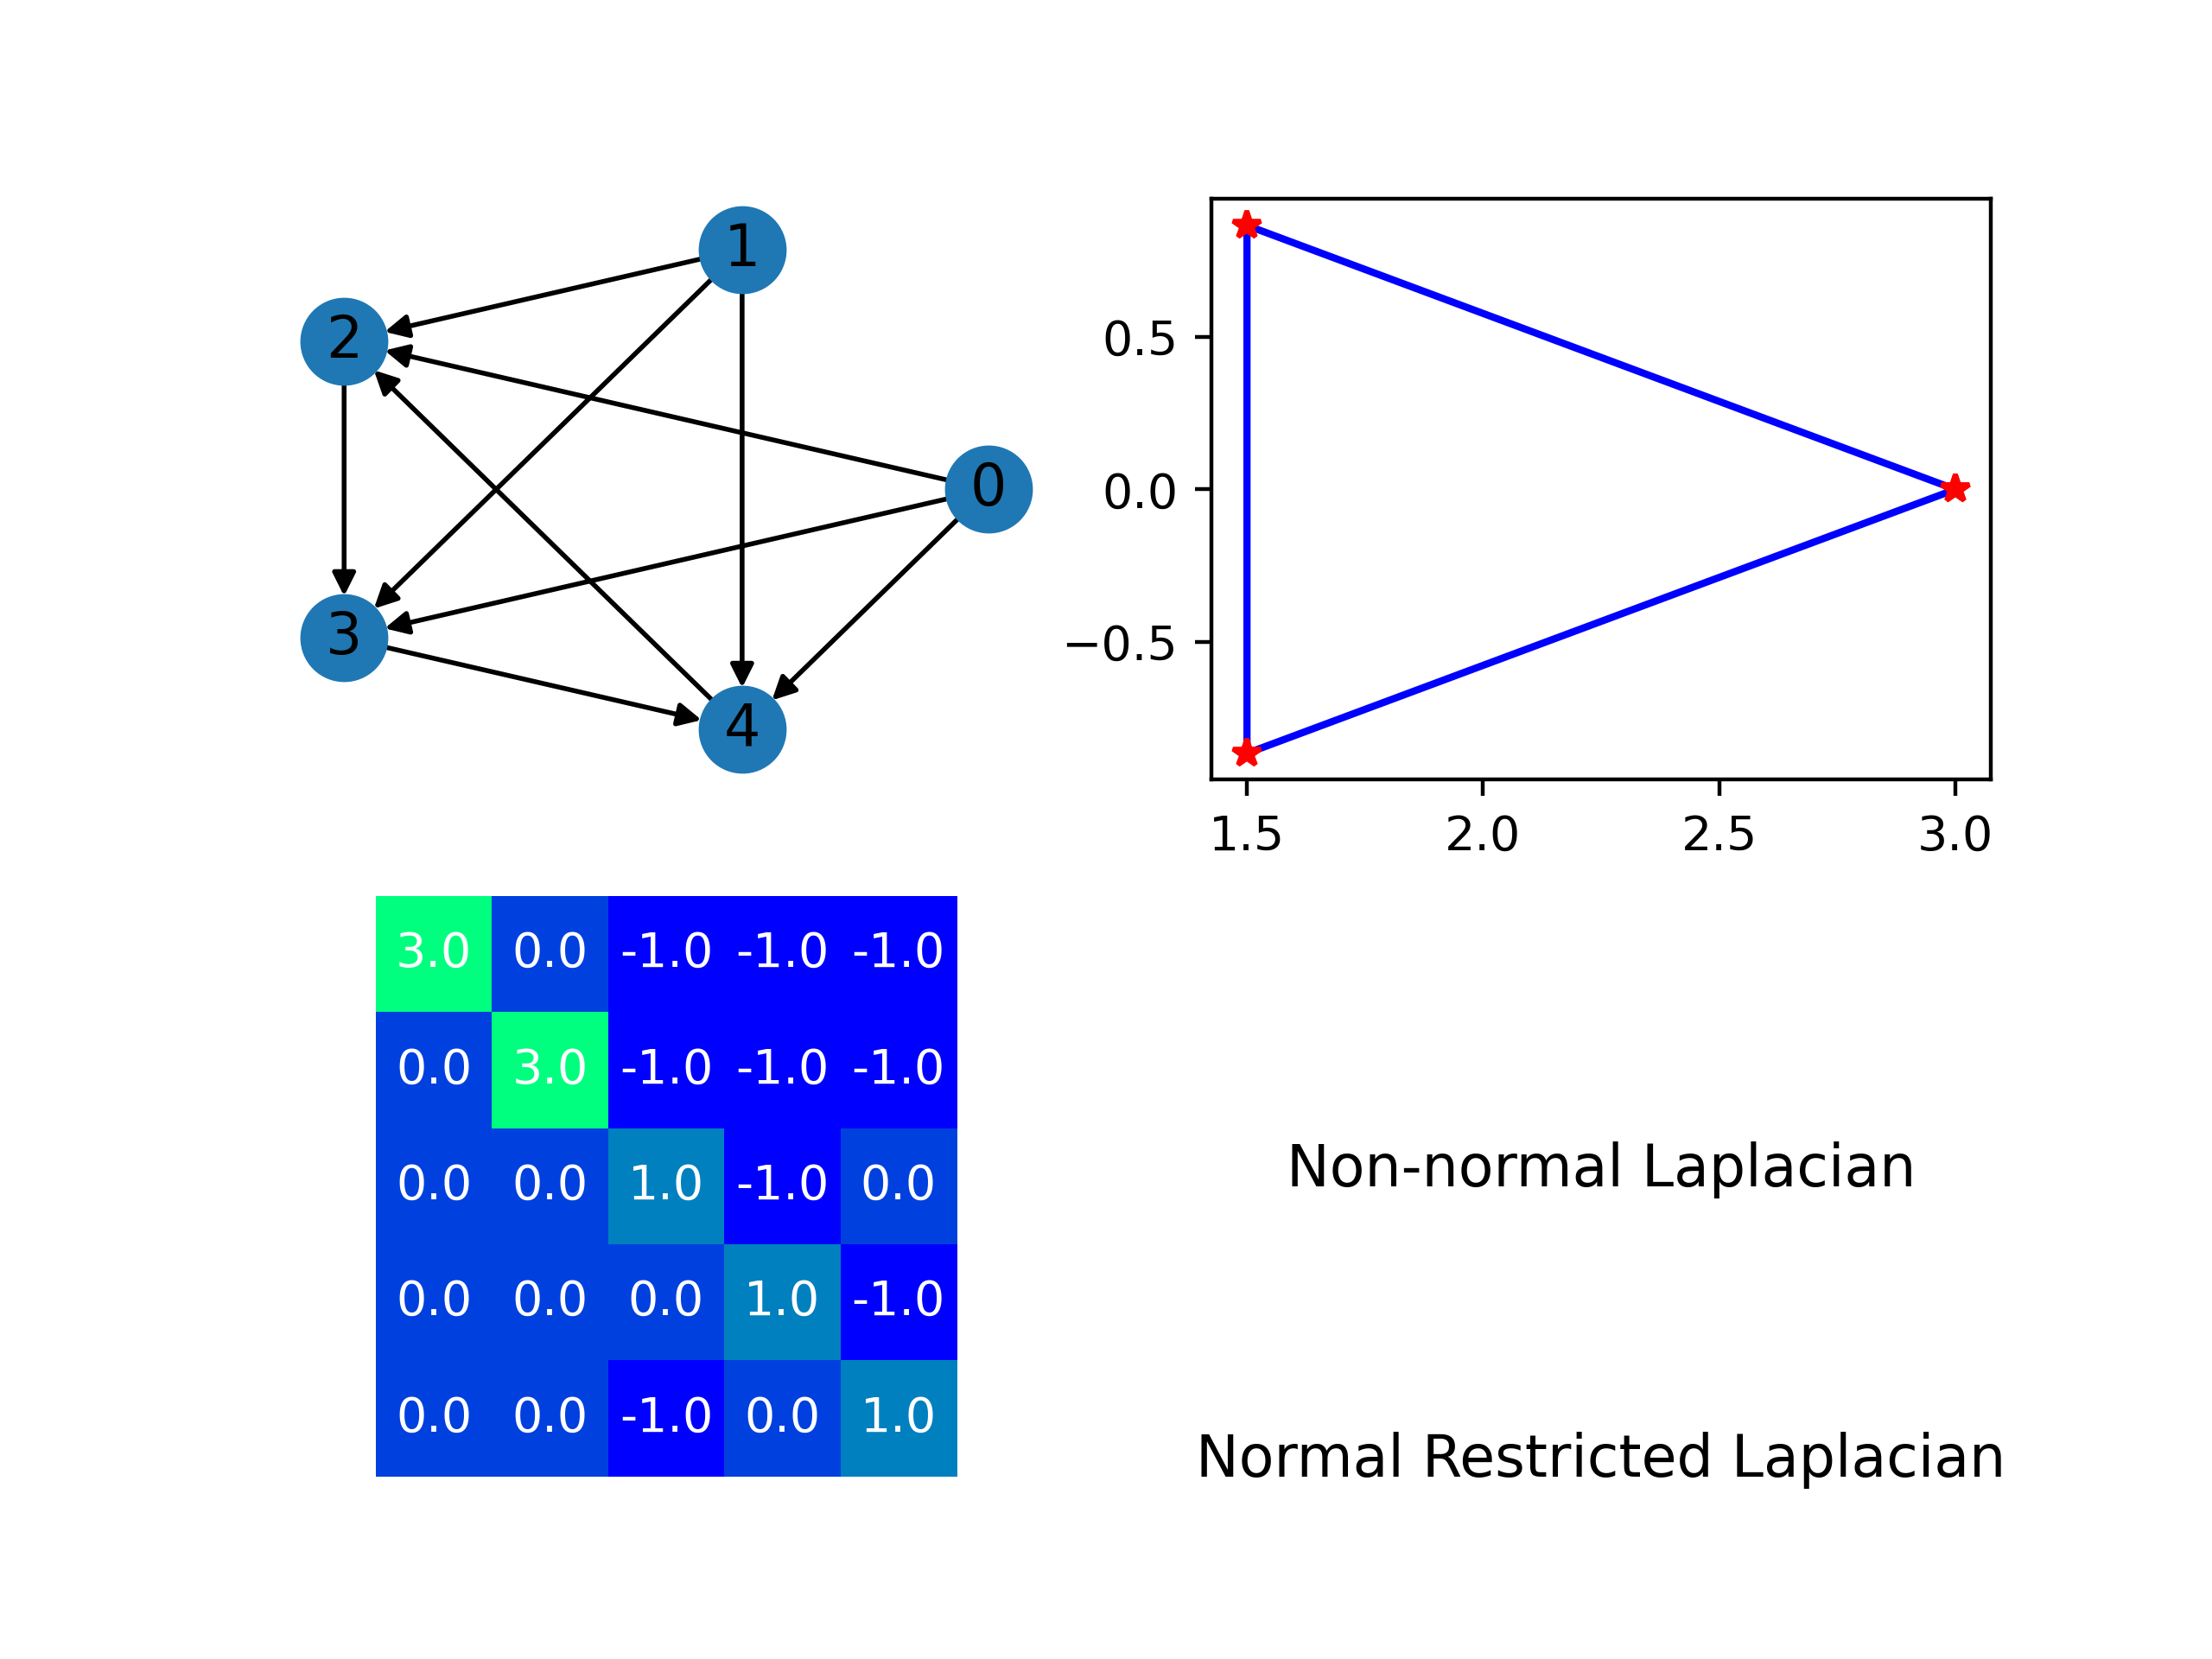 1
2
0
3
4
0.5
0.0
−0.5
1.5 2.0 2.5 3.0
3.0 0.0 -1.0 -1.0 -1.0
0.0 3.0 -1.0 -1.0 -1.0
0.0 0.0 1.0 -1.0 0.0
0.0 0.0 0.0 1.0 -1.0
0.0 0.0 -1.0 0.0 1.0
Non-normal Laplacian
Normal Restricted Laplacian